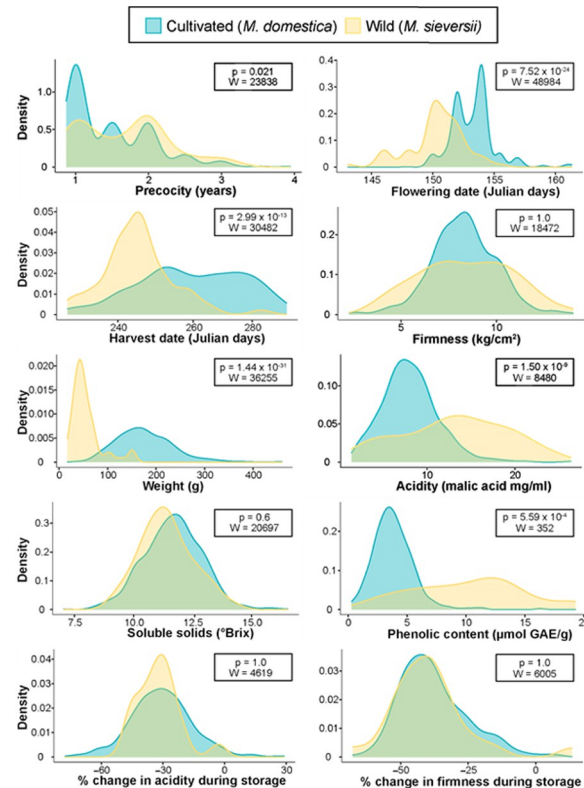 Cultivated (M. domestica) Wild (M. sieversii)
p = 0.021
W = 23838
Density
1.0
0.5
0
1 2 3 4
Precocity (years)
p = 7.52 x 10-24
W = 48984
0.4
0.3
0.2
0.1
0
145 150 155 160
Flowering date (Julian days)
p = 2.99 x 10-13
W = 30482
Density
0.05
0.04
0.03
0.02
0.01
0
240 260 280
Harvest date (Julian days)
p = 1.0
W = 18472
0.2
0.1
0
5 10
Firmness (kg/cm²)
p = 1.44 x 10-31
W = 36255
Density
0.020
0.015
0.010
0.005
0
0 100 200 300 400
Weight (g)
p = 1.50 x 10-9
W = 8480
0.10
0.05
0
10 20
Acidity (malic acid mg/ml)
p = 0.6
W = 20697
Density
0.3
0.2
0.1
0
7.5 10.0 12.5 15.0
Soluble solids (°Brix)
p = 5.59 x 10-4
W = 352
0.2
0.1
0
0 5 10 15
Phenolic content (μmol GAE/g)
p = 1.0
W = 4619
Density
0.04
0.03
0.02
0.01
0
−60 −30 0 30
% change in acidity during storage
p = 1.0
W = 6005
0.03
0.02
0.01
0
−50 −25 0
% change in firmness during storage